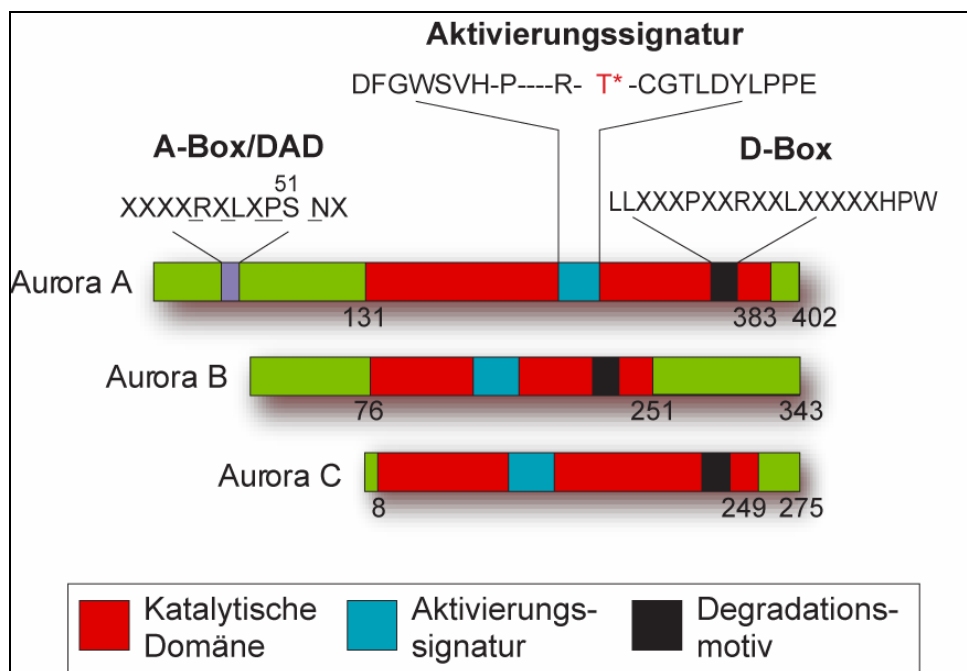 Aktivierungssignatur
DFGWSVH-P----R- T* -CGTLDYLPPE
A-Box/DAD
51
XXXXRXLXPS NX
D-Box
LLXXXPXXRXXLXXXXXHPW
Aurora A
131
383
402
Aurora B
76
251
343
Aurora C
8
249
275
Katalytische
Domäne
Aktivierungs-
signatur
Degradations-
motiv